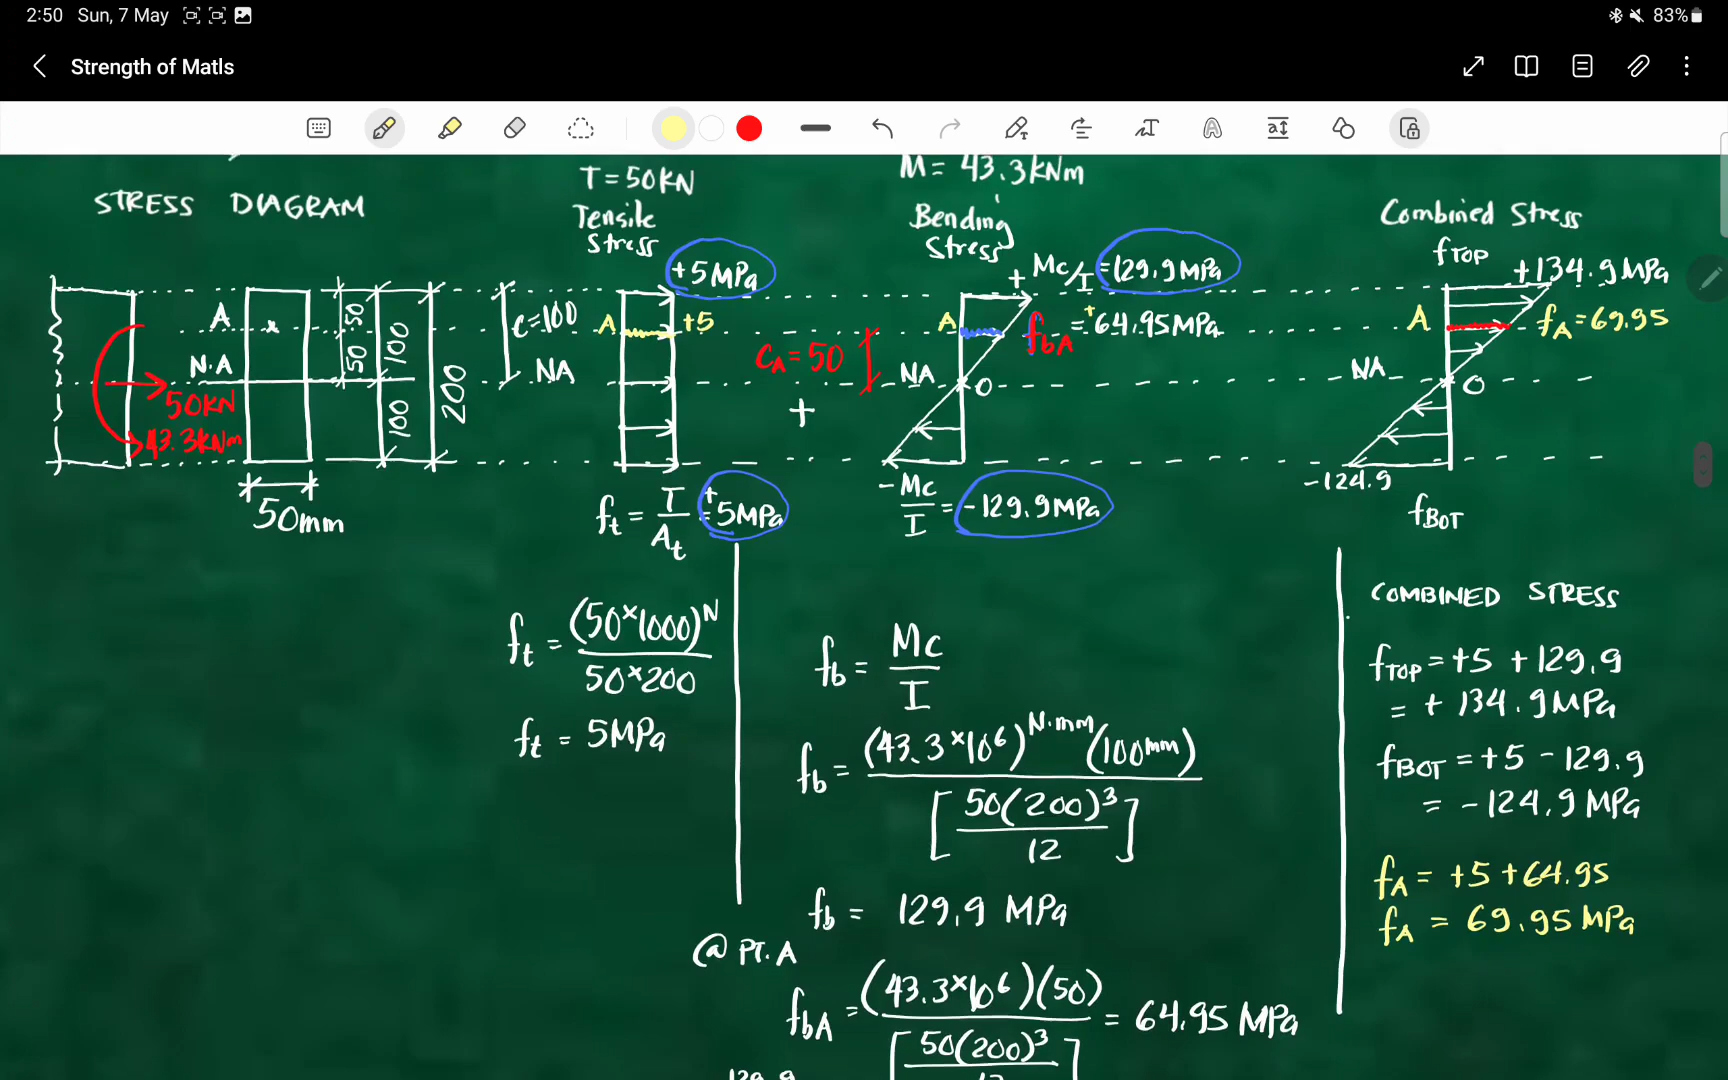 2:50 Sun, 7 May
83%
Strength of Matls
STRESS DIAGRAM
T = 50KN
Tensile
Stress
+5MPa
M = 43.3kNm
Bending
Stress
+ Mc/I = 129.9MPa
Combined Stress
fTOP
+134.9MPa
A
N.A
50
50
100
100
200
c=100
NA
50KN
43.3kNm
50mm
A
+5
CA = 50
+
A
fbA = +64.95MPa
NA
0
A
fA = 69.95
NA
0
ft = T/At = +5MPa
-Mc/I = -129.9MPa
-124.9
fBOT
ft = (50×1000)N
50×200
ft = 5MPa
fb = Mc
I
fb = (43.3×10⁶)N·mm (100mm)
[50(200)³
12]
fb = 129.9 MPa
@ PT. A
fbA = (43.3×10⁶)(50) = 64.95 MPa
[50(200)³
12]
129.9
COMBINED STRESS
fTOP = +5 + 129.9
= + 134.9MPa
fBOT = +5 - 129.9
= -124.9 MPa
fA = +5+64.95
fA = 69.95 MPa